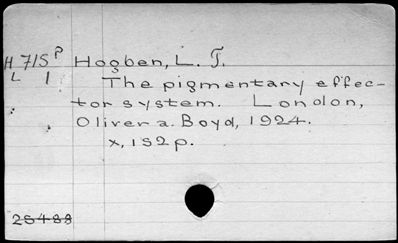 H 715 P Hogben, L. T.
L 1 The pigmentary effec-
tor system. London,
Oliver a. Boyd, 1924.
x, 152 p.
25483